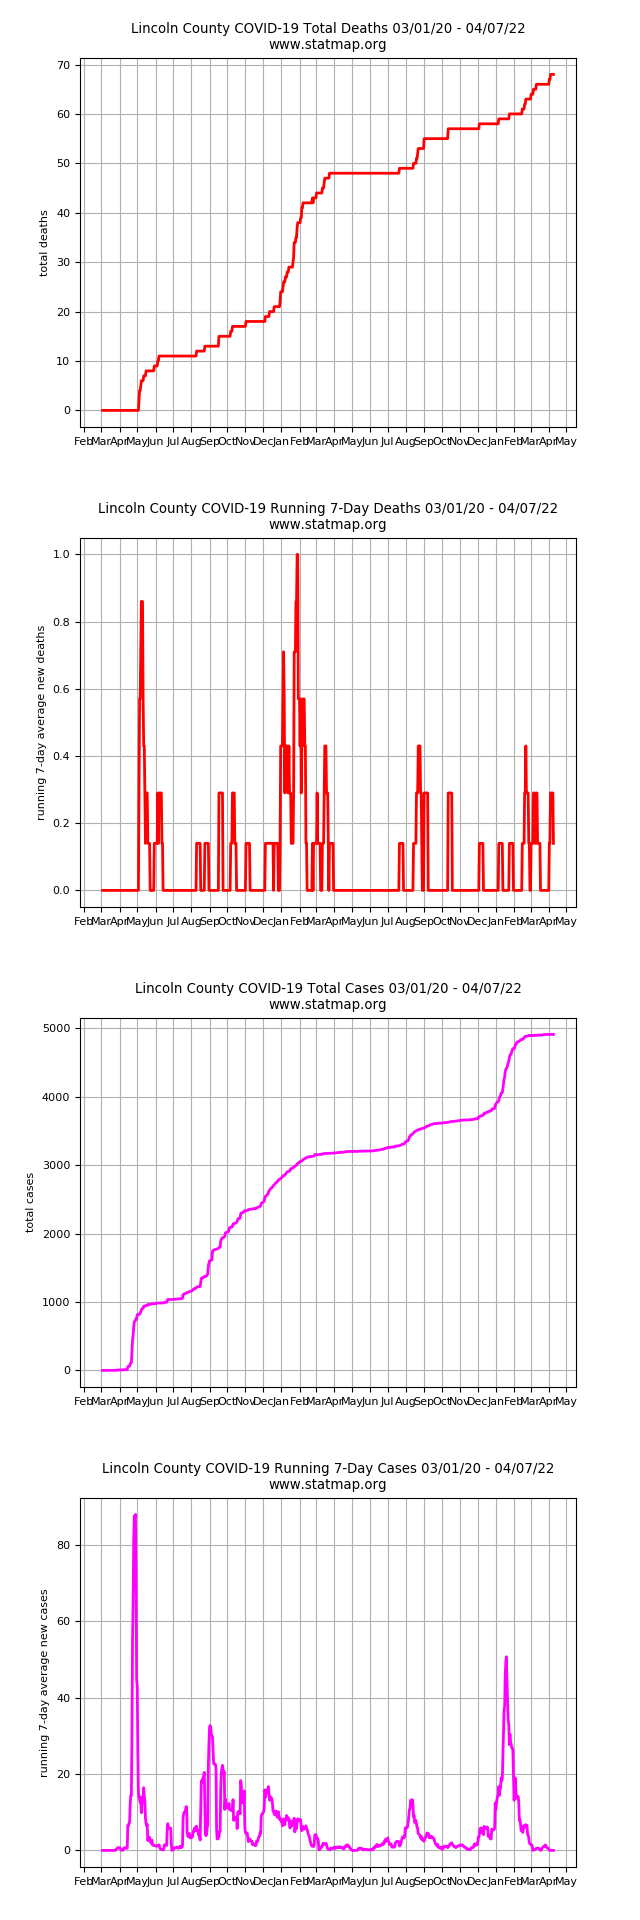 Lincoln County COVID-19 Total Deaths 03/01/20 - 04/07/22
www.statmap.org
70
60
50
40
30
20
10
0
total deaths
Feb Mar Apr May Jun Jul Aug Sep Oct Nov Dec Jan Feb Mar Apr May Jun Jul Aug Sep Oct Nov Dec Jan Feb Mar Apr May
Lincoln County COVID-19 Running 7-Day Deaths 03/01/20 - 04/07/22
www.statmap.org
1.0
0.8
0.6
0.4
0.2
0.0
running 7-day average new deaths
Feb Mar Apr May Jun Jul Aug Sep Oct Nov Dec Jan Feb Mar Apr May Jun Jul Aug Sep Oct Nov Dec Jan Feb Mar Apr May
Lincoln County COVID-19 Total Cases 03/01/20 - 04/07/22
www.statmap.org
5000
4000
3000
2000
1000
0
total cases
Feb Mar Apr May Jun Jul Aug Sep Oct Nov Dec Jan Feb Mar Apr May Jun Jul Aug Sep Oct Nov Dec Jan Feb Mar Apr May
Lincoln County COVID-19 Running 7-Day Cases 03/01/20 - 04/07/22
www.statmap.org
80
60
40
20
0
running 7-day average new cases
Feb Mar Apr May Jun Jul Aug Sep Oct Nov Dec Jan Feb Mar Apr May Jun Jul Aug Sep Oct Nov Dec Jan Feb Mar Apr May